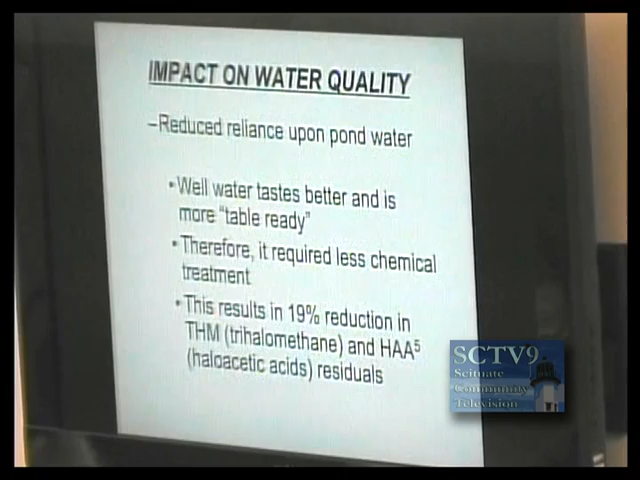 IMPACT ON WATER QUALITY
–Reduced reliance upon pond water
•Well water tastes better and is
more "table ready"
•Therefore, it required less chemical
treatment
•This results in 19% reduction in
THM (trihalomethane) and HAA⁵
(haloacetic acids) residuals
SCTV9
Scituate
Community
Television